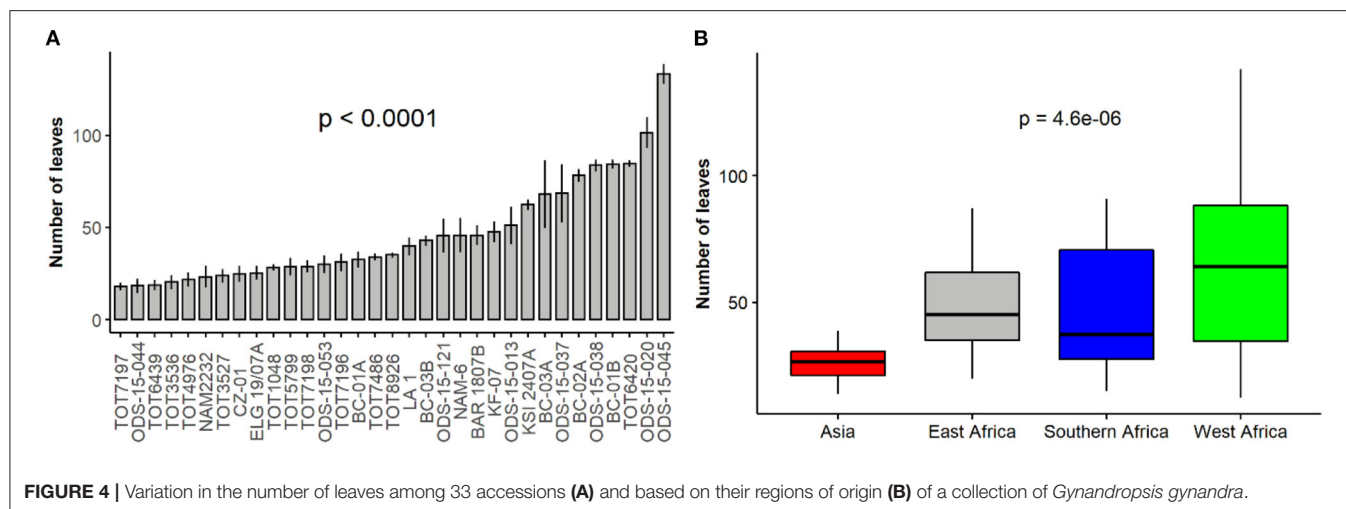 A
p < 0.0001
Number of leaves
100
50
0
TOT7197
ODS-15-044
TOT6439
TOT3536
TOT4976
NAM2232
TOT3527
CZ-01
ELG 19/07A
TOT1048
TOT5799
TOT7198
ODS-15-053
TOT7196
BC-01A
TOT7486
TOT8926
LA 1
BC-03B
ODS-15-121
NAM-6
BAR 1807B
KF-07
ODS-15-013
KSI 2407A
BC-03A
ODS-15-037
BC-02A
ODS-15-038
BC-01B
TOT6420
ODS-15-020
ODS-15-045
B
p = 4.6e-06
Number of leaves
100
50
Asia
East Africa
Southern Africa
West Africa
FIGURE 4 | Variation in the number of leaves among 33 accessions (A) and based on their regions of origin (B) of a collection of Gynandropsis gynandra.